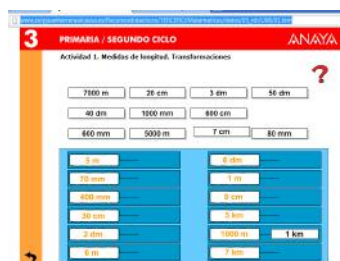 3 PRIMARIA / SEGUNDO CICLO ANAYA
Actividad 1. Medidas de longitud. Transformaciones
?
7000 m 20 cm 3 dm 50 dm
40 dm 1000 mm 600 cm
600 mm 5000 m 7 cm 80 mm
5 m 6 dm
70 mm 1 m
400 mm 8 cm
30 cm 5 km
2 dm 1000 m 1 km
6 m 7 km